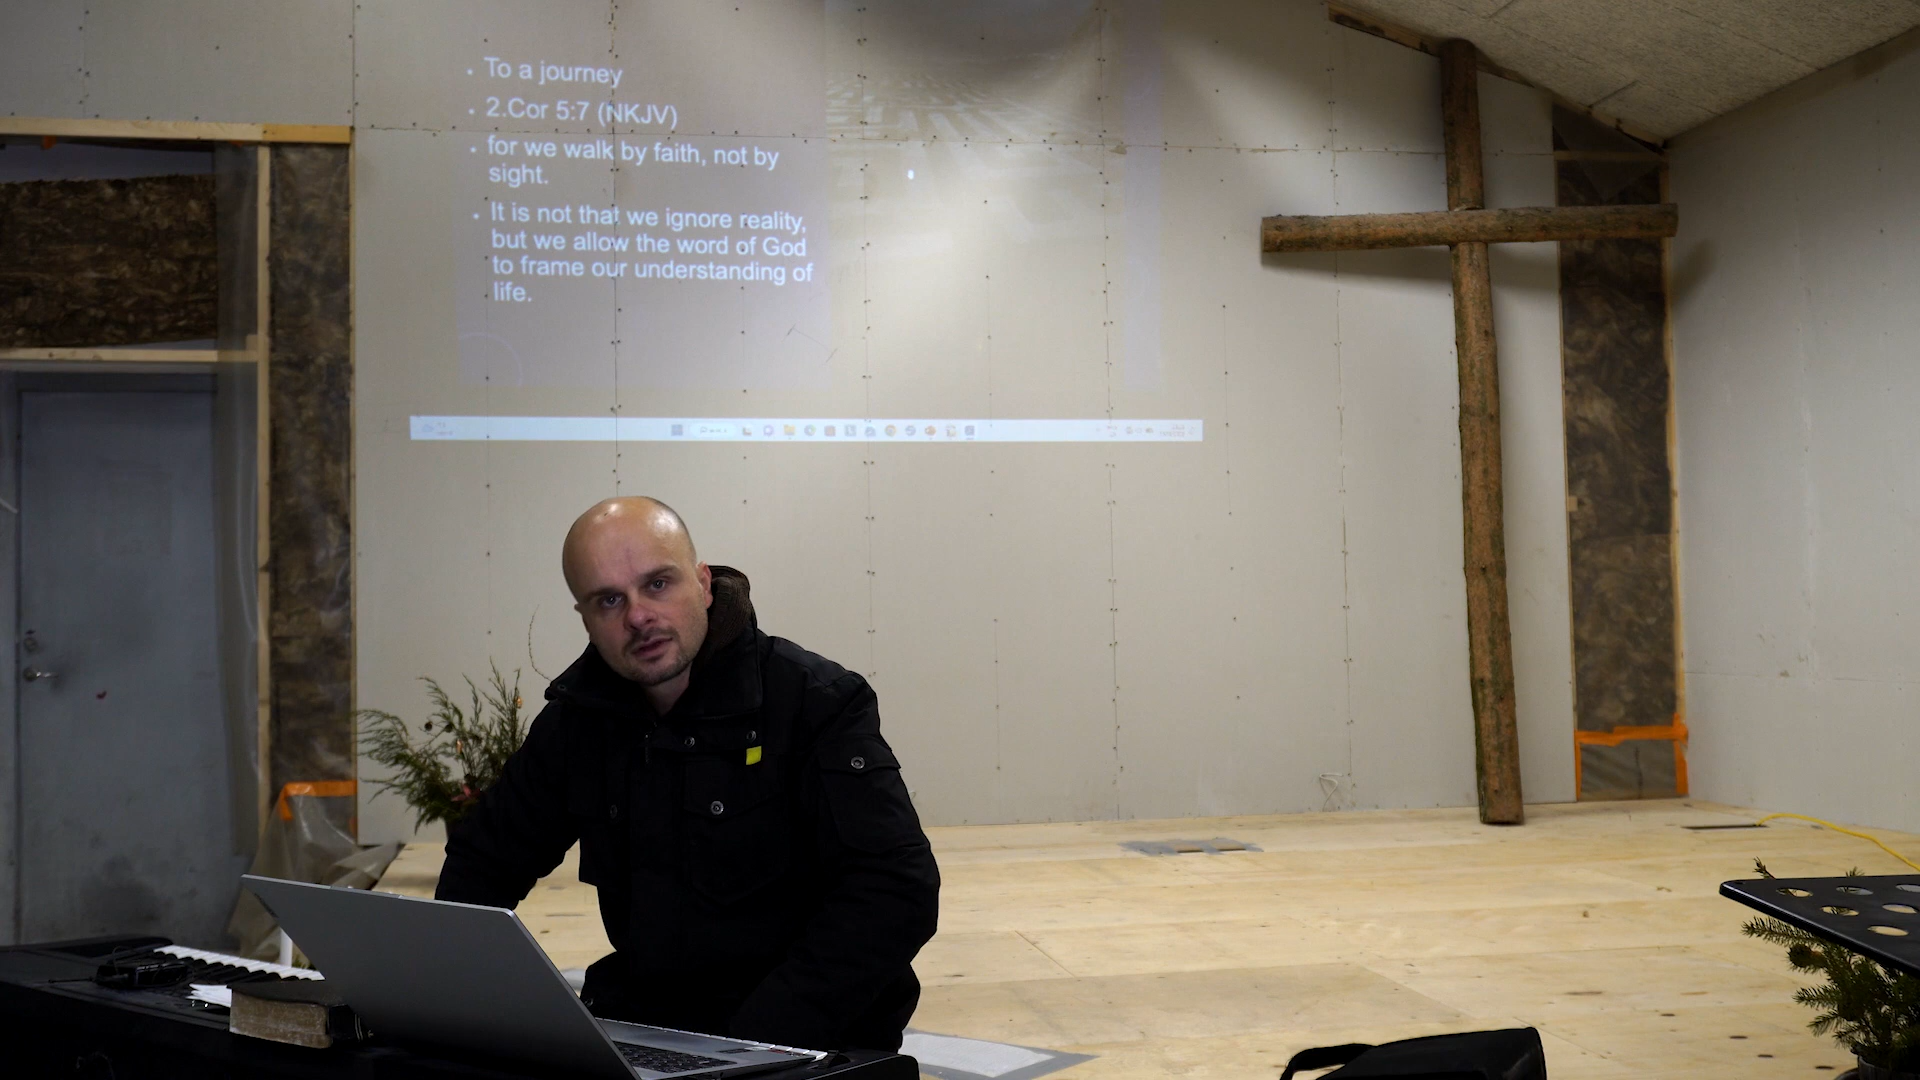 • To a journey
• 2.Cor 5:7 (NKJV)
• for we walk by faith, not by
sight.
• It is not that we ignore reality,
but we allow the word of God
to frame our understanding of
life.